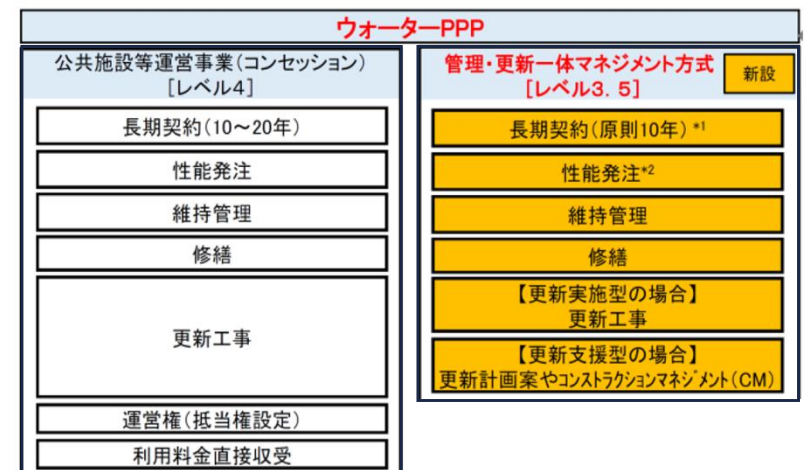 ウォーターPPP
公共施設等運営事業(コンセッション)
[レベル4]
長期契約(10～20年)
性能発注
維持管理
修繕
更新工事
運営権(抵当権設定)
利用料金直接収受
管理・更新一体マネジメント方式
[レベル3.5]
新設
長期契約(原則10年)*1
性能発注*2
維持管理
修繕
【更新実施型の場合】
更新工事
【更新支援型の場合】
更新計画案やコンストラクションマネジメント(CM)